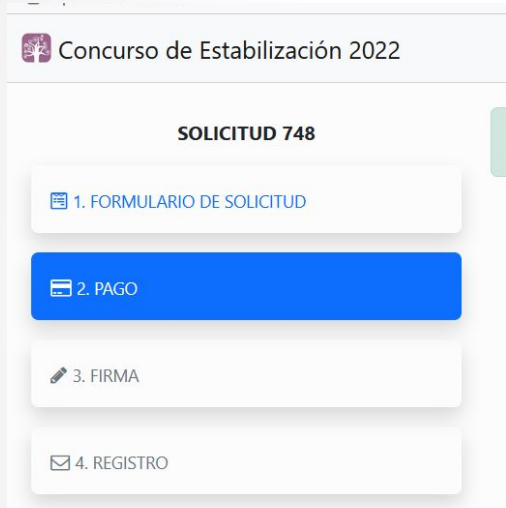 Concurso de Estabilización 2022
SOLICITUD 748
1. FORMULARIO DE SOLICITUD
2. PAGO
3. FIRMA
4. REGISTRO